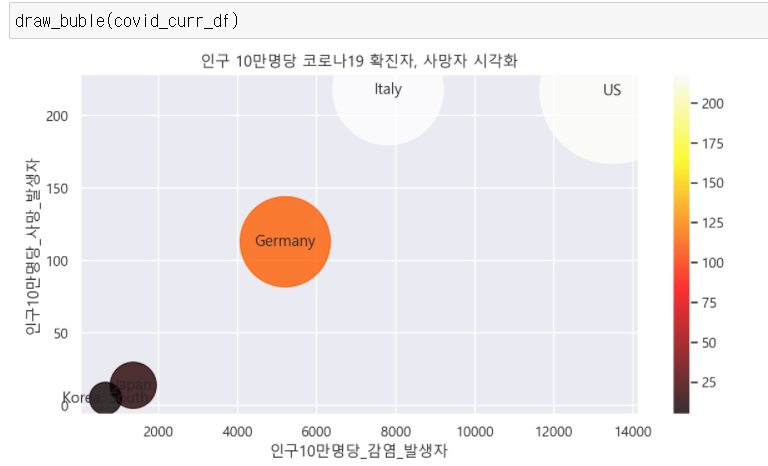 draw_buble(covid_curr_df)
인구 10만명당 코로나19 확진자, 사망자 시각화
Italy
US
Germany
Japan
Korea, South
인구10만명당_사망_발생자
200
150
100
50
0
2000
4000
6000
8000
10000
12000
14000
인구10만명당_감염_발생자
200
175
150
125
100
75
50
25